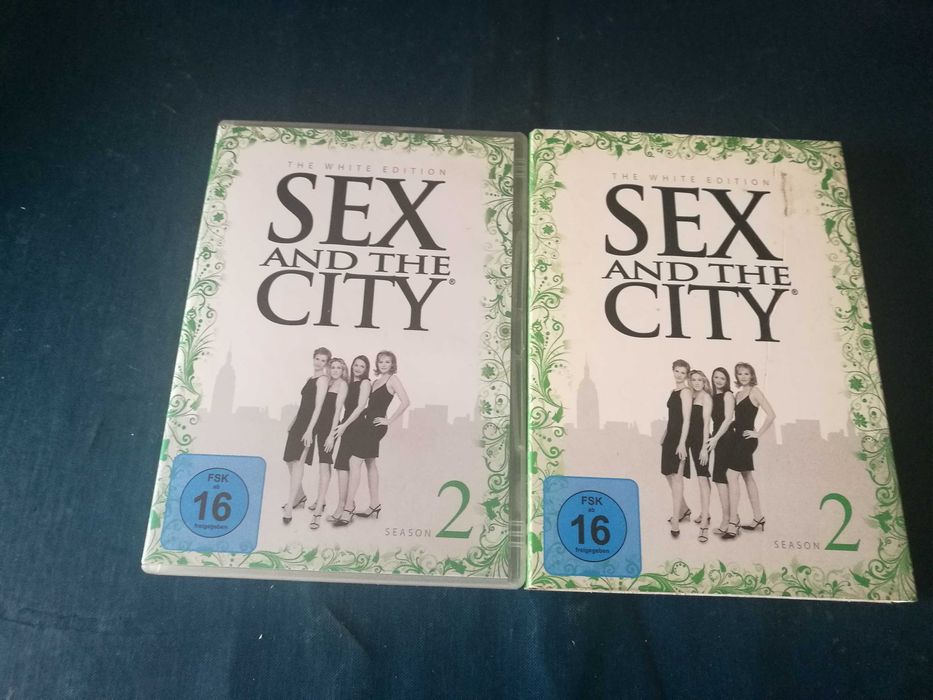 THE WHITE EDITION
SEX
AND THE
CITY®
FSK
ab
16
freigegeben
SEASON 2
THE WHITE EDITION
SEX
AND THE
CITY®
FSK
ab
16
freigegeben
SEASON 2